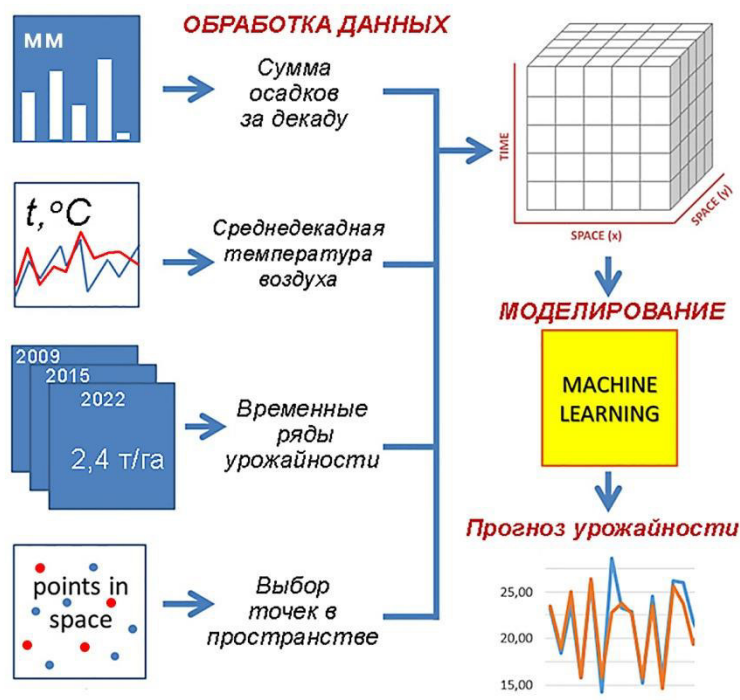 ОБРАБОТКА ДАННЫХ
мм
Сумма
осадков
за декаду
t,°C
Среднедекадная
температура
воздуха
2009
2015
2022
2,4 т/га
Временные
ряды
урожайности
points in
space
Выбор
точек в
пространстве
TIME
SPACE (x)
SPACE (y)
МОДЕЛИРОВАНИЕ
MACHINE
LEARNING
Прогноз урожайности
25,00
20,00
15,00